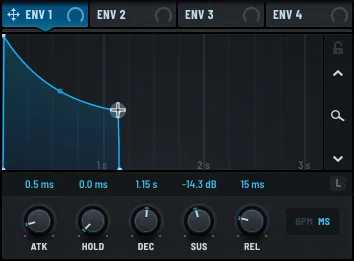 ENV 1 ENV 2 ENV 3 ENV 4
1 s 2 s 3 s
0.5 ms 0.0 ms 1.15 s -14.3 dB 15 ms L
BPM MS
ATK HOLD DEC SUS REL